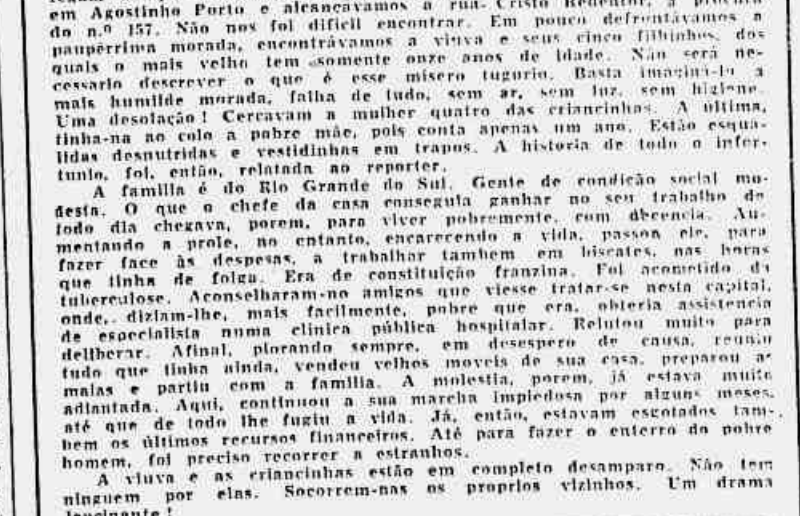 em Agostinho Porto e alcançavamos a rua Cristo Redentor, á procura
do n.º 157. Não nos foi dificil encontrar. Em pouco defrontávamos a
paupérrima morada, encontrávamos a viuva e seus cinco filhinhos, dos
quais o mais velho tem somente onze anos de idade. Não será ne-
cessario descrever o que é esse misero tugurio. Basta imaginá-lo a
mais humilde morada, falha de tudo, sem ar, sem luz, sem higiene.
Uma desolação! Cercavam a mulher quatro das criancinhas. A ultima,
tinha-na ao colo a pobre mãe, pois conta apenas um ano. Estão esquá-
lidas desnutridas e vestidinhas em trapos. A historia de todo o infor-
tunio, foi, então, relatada ao reporter.
A familia é do Rio Grande do Sul. Gente de condição social mo-
desta. O que o chefe da casa conseguia ganhar no seu trabalho de
todo dia chegava, porem, para viver pobremente, com decencia. Au-
mentando a prole, no entanto, encarecendo a vida, passou ele, para
fazer face às despesas, a trabalhar tambem em biscates, nas horas
que tinha de folga. Era de constituição franzina. Foi acometido da
tuberculose. Aconselharam-no amigos que viesse tratar-se nesta capital,
onde, diziam-lhe, mais facilmente, pobre que era, obteria assistencia
de especialista numa clinica pública hospitalar. Relutou muito para
deliberar. Afinal, piorando sempre, em desespero de causa, reuniu
tudo que tinha ainda, vendeu velhos moveis de sua casa, preparou as
malas e partiu com a familia. A molestia, porem, já estava muito
adiantada. Aqui, continuou a sua marcha impiedosa por alguns meses,
até que de todo lhe fugiu a vida. Já, então, estavam esgotados tam-
bem os últimos recursos financeiros. Até para fazer o enterro do pobre
homem, foi preciso recorrer a estranhos.
A viuva e as criancinhas estão em completo desamparo. Não tem
ninguem por elas. Socorrem-nas os proprios vizinhos. Um drama
lancinante!